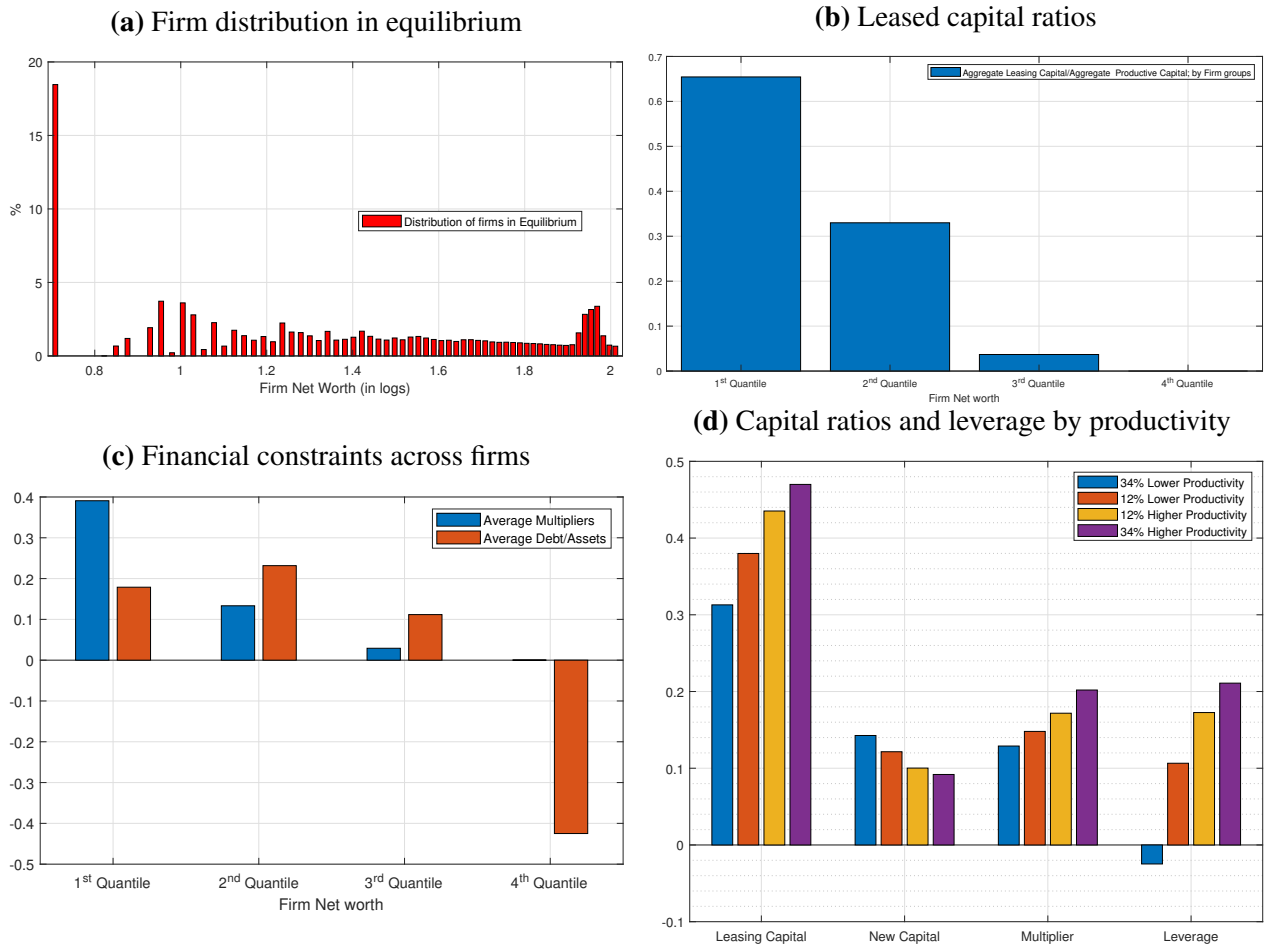 (a) Firm distribution in equilibrium
20
15
10
5
0
%
0.8 1 1.2 1.4 1.6 1.8 2
Firm Net Worth (in logs)
Distribution of firms in Equilibrium
(b) Leased capital ratios
0.7
0.6
0.5
0.4
0.3
0.2
0.1
0
1st Quantile 2nd Quantile 3rd Quantile 4th Quantile
Firm Net worth
Aggregate Leasing Capital/Aggregate Productive Capital; by Firm groups
(c) Financial constraints across firms
0.4
0.3
0.2
0.1
0
-0.1
-0.2
-0.3
-0.4
-0.5
1st Quantile 2nd Quantile 3rd Quantile 4th Quantile
Firm Net worth
Average Multipliers
Average Debt/Assets
(d) Capital ratios and leverage by productivity
0.5
0.4
0.3
0.2
0.1
0
-0.1
Leasing Capital New Capital Multiplier Leverage
34% Lower Productivity
12% Lower Productivity
12% Higher Productivity
34% Higher Productivity